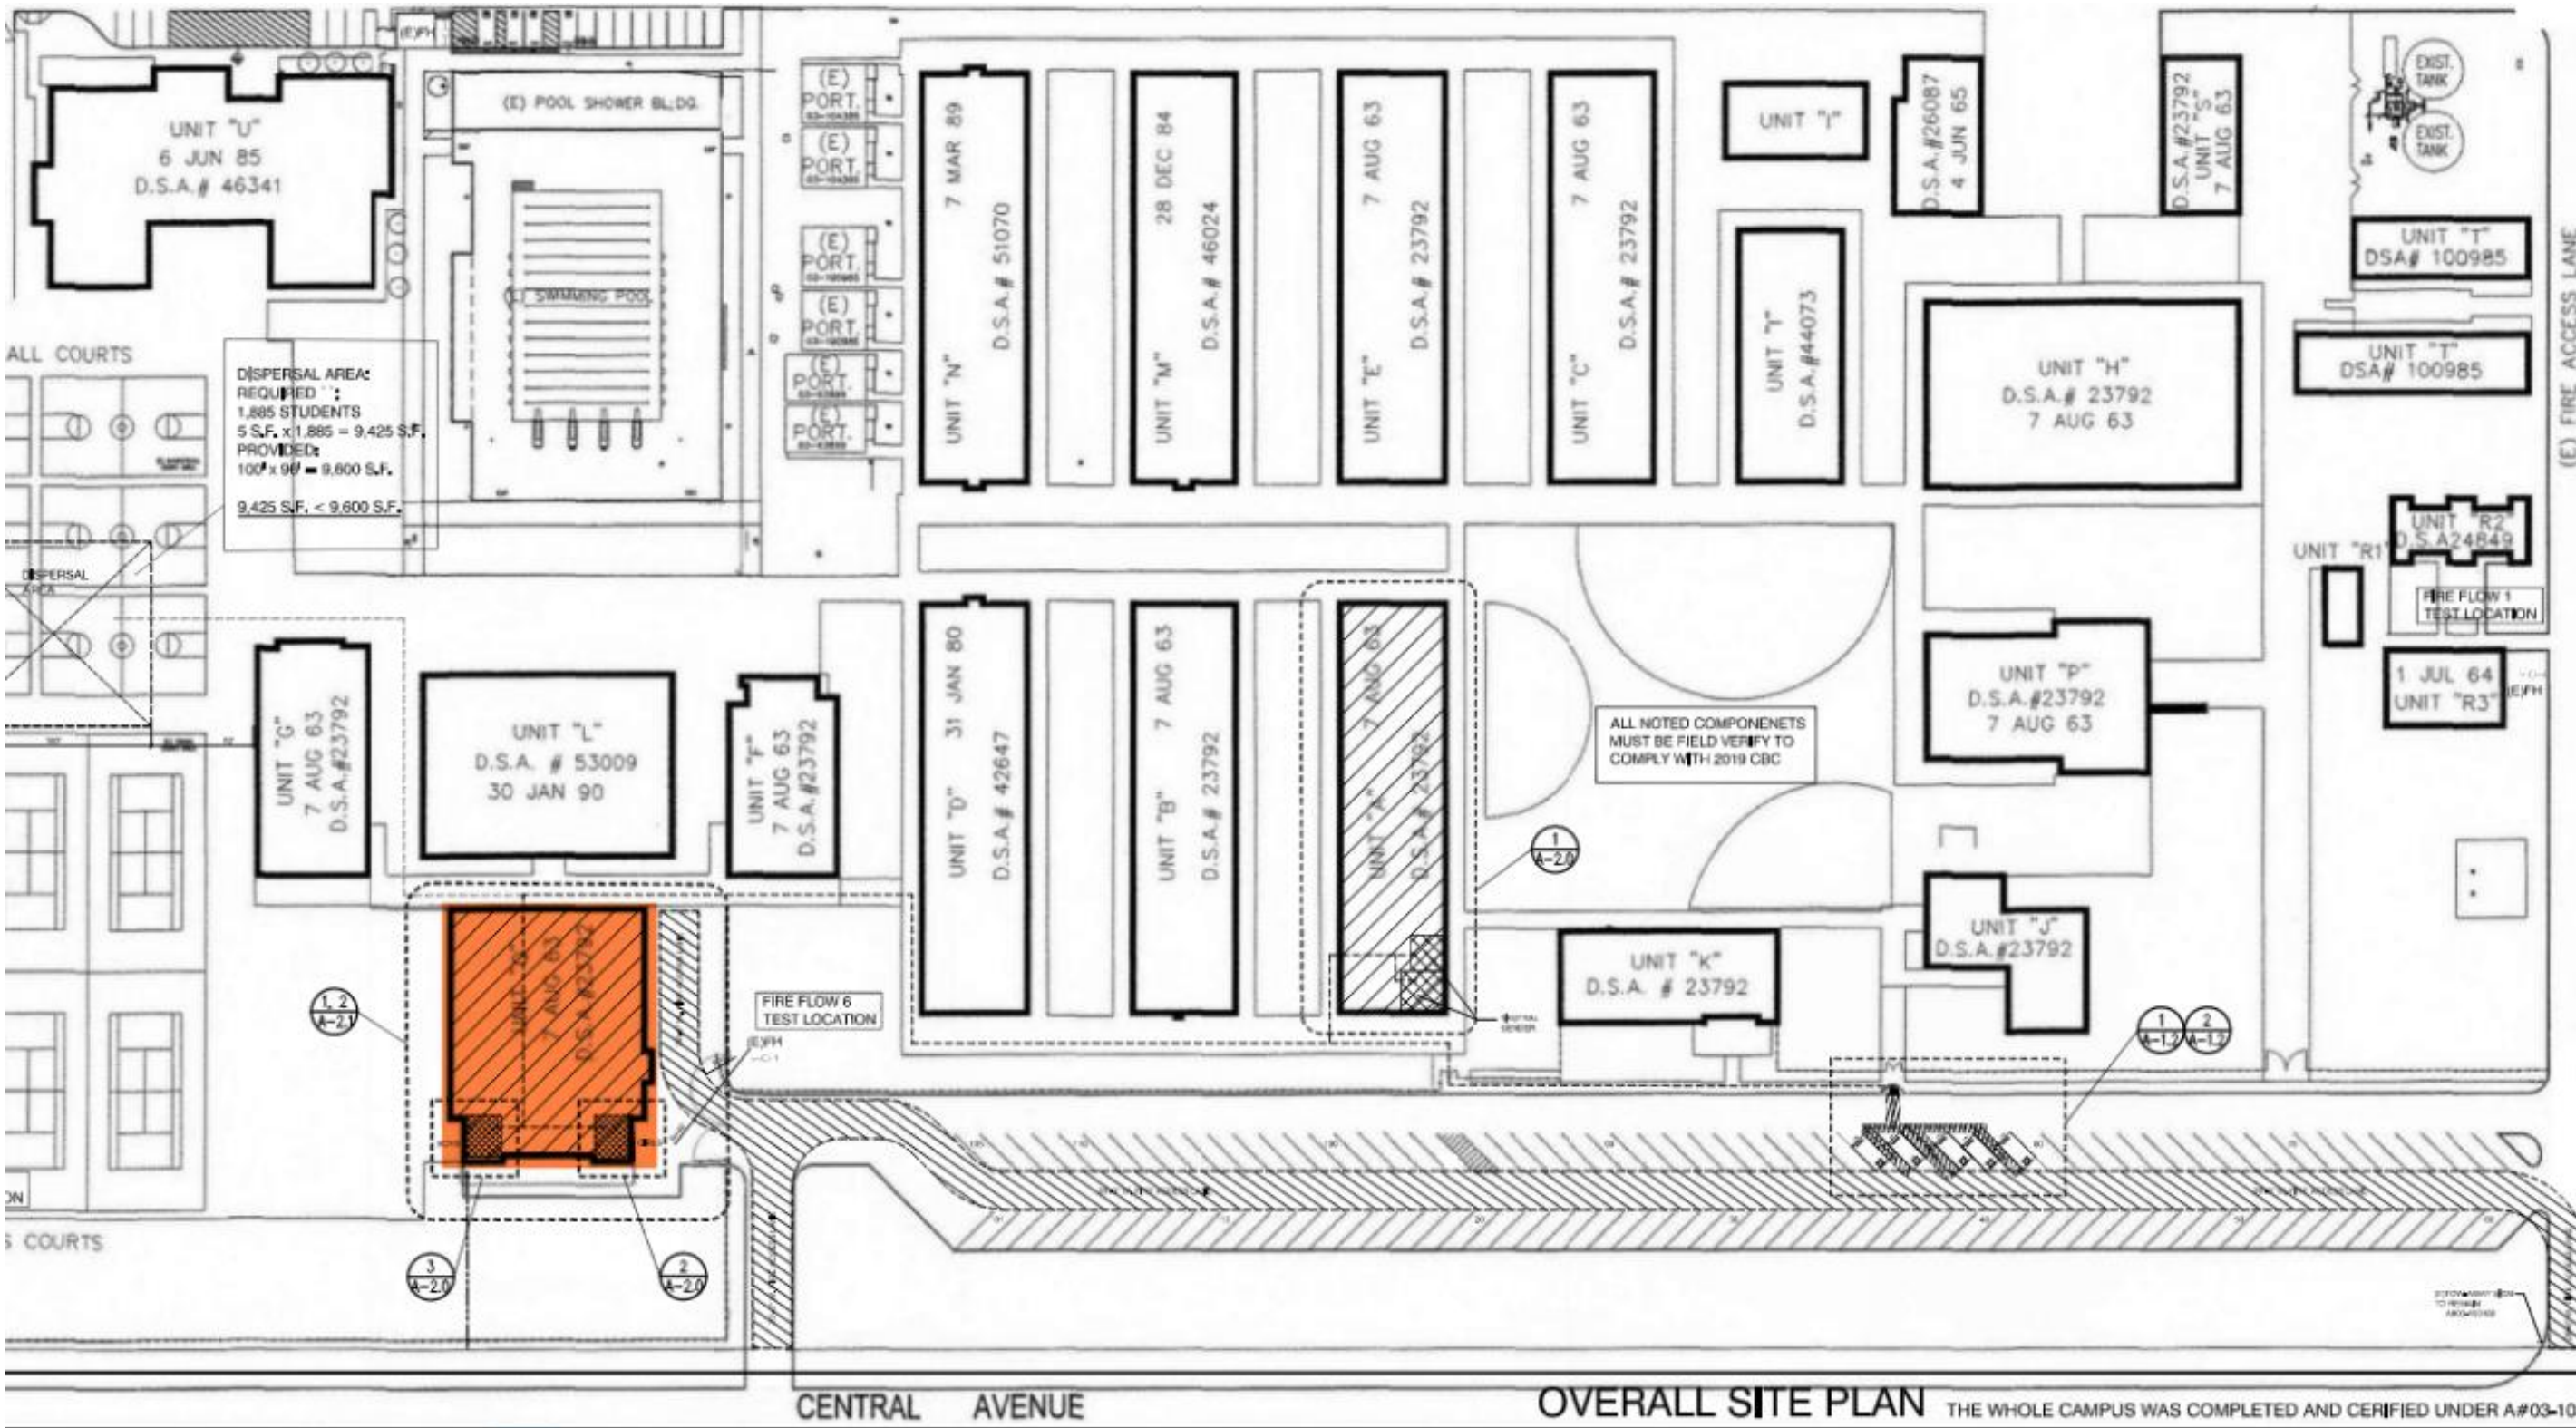 (E)FH
UNIT "U"
6 JUN 85
D.S.A.# 46341
(E) POOL SHOWER BL;DG.
SWMMING POOL
(E)
PORT.
(E)
PORT.
(E)
PORT.
(E)
PORT.
(E)
PORT.
(E)
PORT.
UNIT "N" 7 MAR 89
D.S.A.# 51070
UNIT "M" 28 DEC 84
D.S.A.# 46024
UNIT "E" 7 AUG 63
D.S.A.# 23792
UNIT "C" 7 AUG 63
D.S.A.# 23792
UNIT "I"
UNIT "I"
D.S.A.#44073
D.S.A.#26087
4 JUN 65
D.S.A.#23792
UNIT "S"
7 AUG 63
EXIST.
TANK
EXIST.
TANK
UNIT "T"
DSA# 100985
UNIT "T"
DSA# 100985
(E) FIRE ACCESS LANE
UNIT "H"
D.S.A.# 23792
7 AUG 63
ALL COURTS
DISPERSAL AREA:
REQUIRED
1,885 STUDENTS
5 S.F. x 1,885 = 9,425 S.F.
PROVIDED:
100' x 96' = 9,600 S.F.
9,425 S.F. < 9,600 S.F.
DISPERSAL
AREA
UNIT "R1"
UNIT "R2"
D.S.A24849
FIRE FLOW 1
TEST LOCATION
1 JUL 64
UNIT "R3"
(E)FH
UNIT "G"
7 AUG 63
D.S.A.#23792
UNIT "L"
D.S.A. # 53009
30 JAN 90
UNIT "F"
7 AUG 63
D.S.A.#23792
UNIT "D" 31 JAN 80
D.S.A.# 42647
UNIT "B" 7 AUG 63
D.S.A.# 23792
UNIT "A" 7 AUG 63
D.S.A.# 23792
ALL NOTED COMPONENETS
MUST BE FIELD VERIFY TO
COMPLY WITH 2019 CBC
UNIT "P"
D.S.A.#23792
7 AUG 63
1
A-2.0
UNIT "K"
D.S.A. # 23792
UNIT "J"
D.S.A.#23792
7 AUG 63
D.S.A.#23792
1, 2
A-2.1
FIRE FLOW 6
TEST LOCATION
(E)FH
1
A-1.2
2
A-1.2
3
A-2.0
2
A-2.0
ON
S COURTS
CENTRAL AVENUE
OVERALL SITE PLAN
THE WHOLE CAMPUS WAS COMPLETED AND CERIFIED UNDER A#03-10